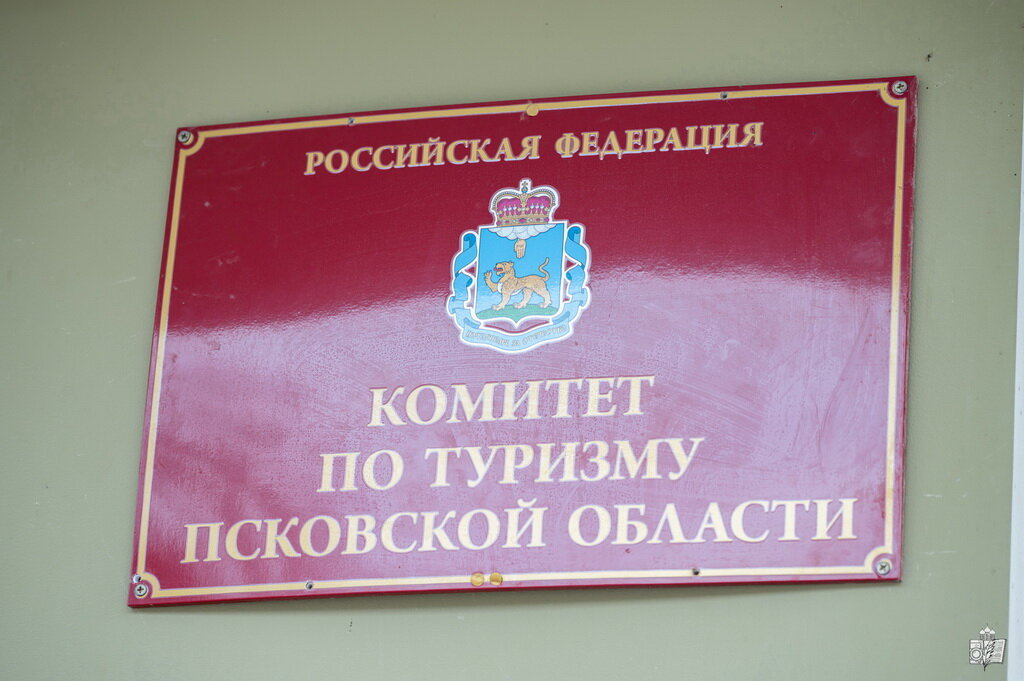 РОССИЙСКАЯ ФЕДЕРАЦИЯ
КОМИТЕТ
ПО ТУРИЗМУ
ПСКОВСКОЙ ОБЛАСТИ